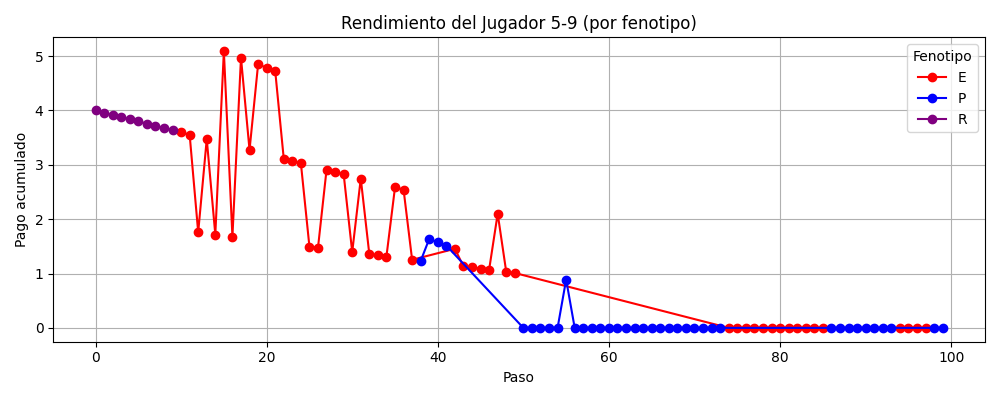 Rendimiento del Jugador 5-9 (por fenotipo)
Pago acumulado
5
4
3
2
1
0
Fenotipo
E
P
R
0 20 40 60 80 100
Paso